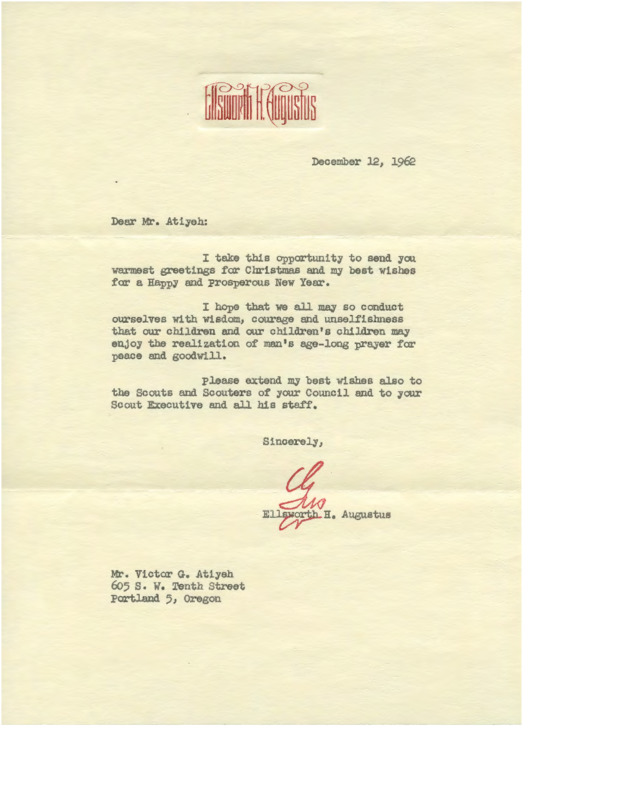 Ellsworth H. Augustus
December 12, 1962
Dear Mr. Atiyeh:
I take this opportunity to send you
warmest greetings for Christmas and my best wishes
for a Happy and Prosperous New Year.
I hope that we all may so conduct
ourselves with wisdom, courage and unselfishness
that our children and our children's children may
enjoy the realization of man's age-long prayer for
peace and goodwill.
Please extend my best wishes also to
the Scouts and Scouters of your Council and to your
Scout Executive and all his staff.
Sincerely,
Gus
Ellsworth H. Augustus
Mr. Victor G. Atiyeh
605 S. W. Tenth Street
Portland 5, Oregon